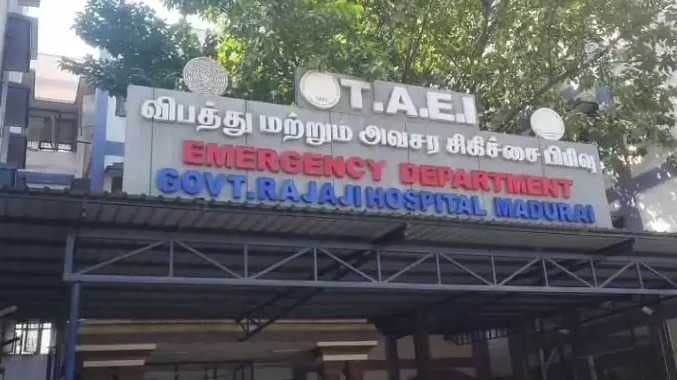 T.A.E.I
விபத்து மற்றும அவசர சிகிச்சை பிரிவு
EMERGENCY DEPARTMENT
GOVT.RAJAJI HOSPITAL MADURAI